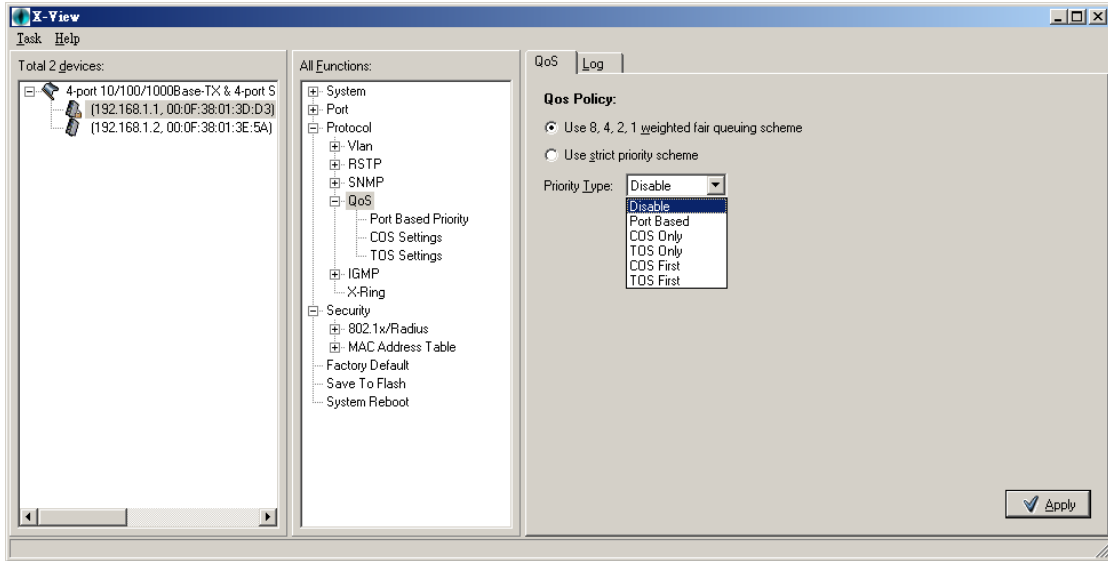 X-View
Task Help
Total 2 devices:
4-port 10/100/1000Base-TX & 4-port S
(192.168.1.1, 00:0F:38:01:3D:D3)
(192.168.1.2, 00:0F:38:01:3E:5A)
All Functions:
System
Port
Protocol
Vlan
RSTP
SNMP
QoS
Port Based Priority
COS Settings
TOS Settings
IGMP
X-Ring
Security
802.1x/Radius
MAC Address Table
Factory Default
Save To Flash
System Reboot
QoS Log
Qos Policy:
Use 8, 4, 2, 1 weighted fair queuing scheme
Use strict priority scheme
Priority Type: Disable
Disable
Port Based
COS Only
TOS Only
COS First
TOS First
Apply